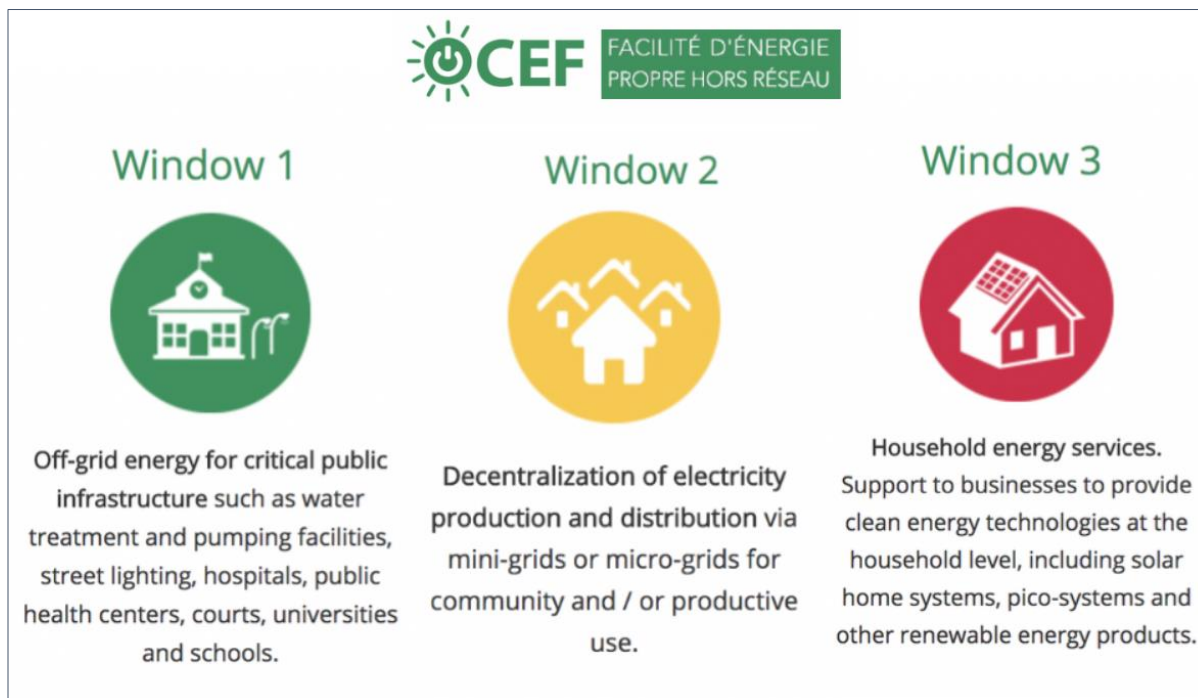 OCEF
FACILITÉ D'ÉNERGIE
PROPRE HORS RÉSEAU
Window 1
Off-grid energy for critical public
infrastructure such as water
treatment and pumping facilities,
street lighting, hospitals, public
health centers, courts, universities
and schools.
Window 2
Decentralization of electricity
production and distribution via
mini-grids or micro-grids for
community and / or productive
use.
Window 3
Household energy services.
Support to businesses to provide
clean energy technologies at the
household level, including solar
home systems, pico-systems and
other renewable energy products.